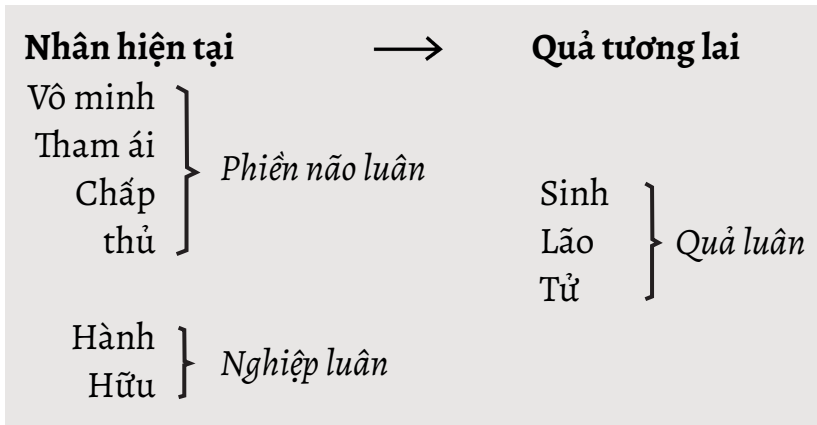 Nhân hiện tại → Quả tương lai
Vô minh
Tham ái
Chấp
thủ
Phiền não luân
Hành
Hữu
Nghiệp luân
Sinh
Lão
Tử
Quả luân